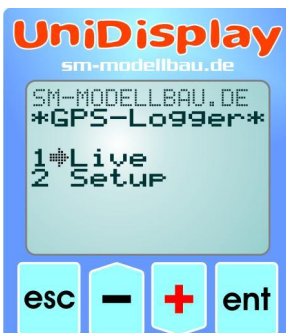 UniDisplay
sm-modellbau.de
SM-MODELLBAU.DE
*GPS-Logger*
1➧Live
2 Setup
esc − + ent